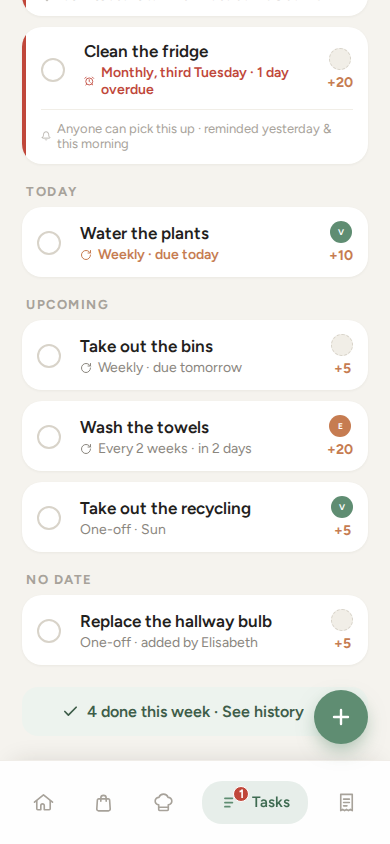 Clean the fridge
Monthly, third Tuesday · 1 day
overdue
+20
Anyone can pick this up · reminded yesterday &
this morning
TODAY
Water the plants
V
Weekly · due today
+10
UPCOMING
Take out the bins
Weekly · due tomorrow
+5
Wash the towels
E
Every 2 weeks · in 2 days
+20
Take out the recycling
V
One-off · Sun
+5
NO DATE
Replace the hallway bulb
One-off · added by Elisabeth
+5
4 done this week · See history
1
Tasks